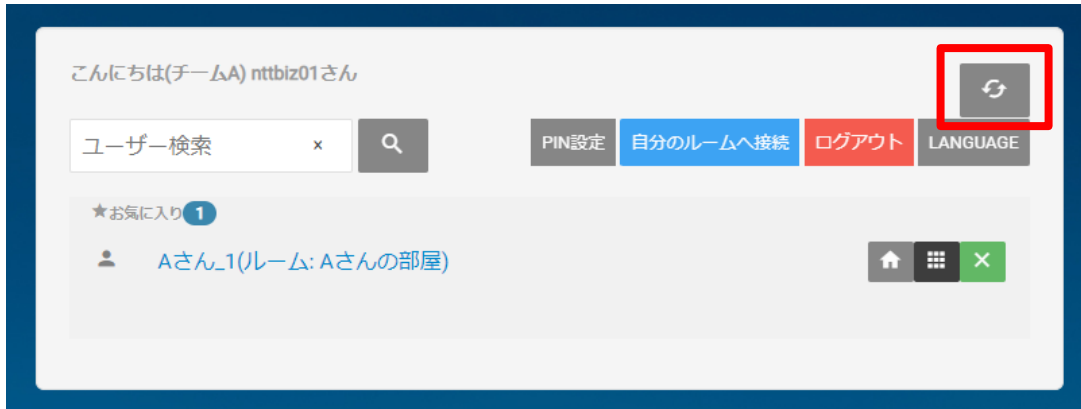 こんにちは(チームA) nttbiz01さん
ユーザー検索 ×
PIN設定 自分のルームへ接続 ログアウト LANGUAGE
★お気に入り 1
Aさん_1(ルーム: Aさんの部屋)